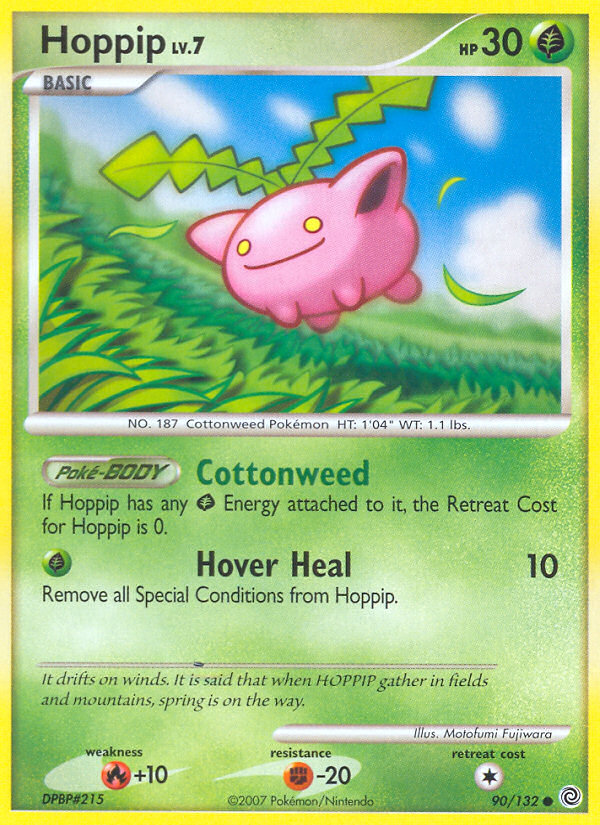 Hoppip LV.7 HP 30
BASIC
NO. 187 Cottonweed Pokémon HT: 1'04" WT: 1.1 lbs.
Poké-BODY Cottonweed
If Hoppip has any Energy attached to it, the Retreat Cost
for Hoppip is 0.
Hover Heal 10
Remove all Special Conditions from Hoppip.
It drifts on winds. It is said that when HOPPIP gather in fields
and mountains, spring is on the way.
Illus. Motofumi Fujiwara
weakness resistance retreat cost
+10 -20
DPBP#215 ©2007 Pokémon/Nintendo 90/132 ●